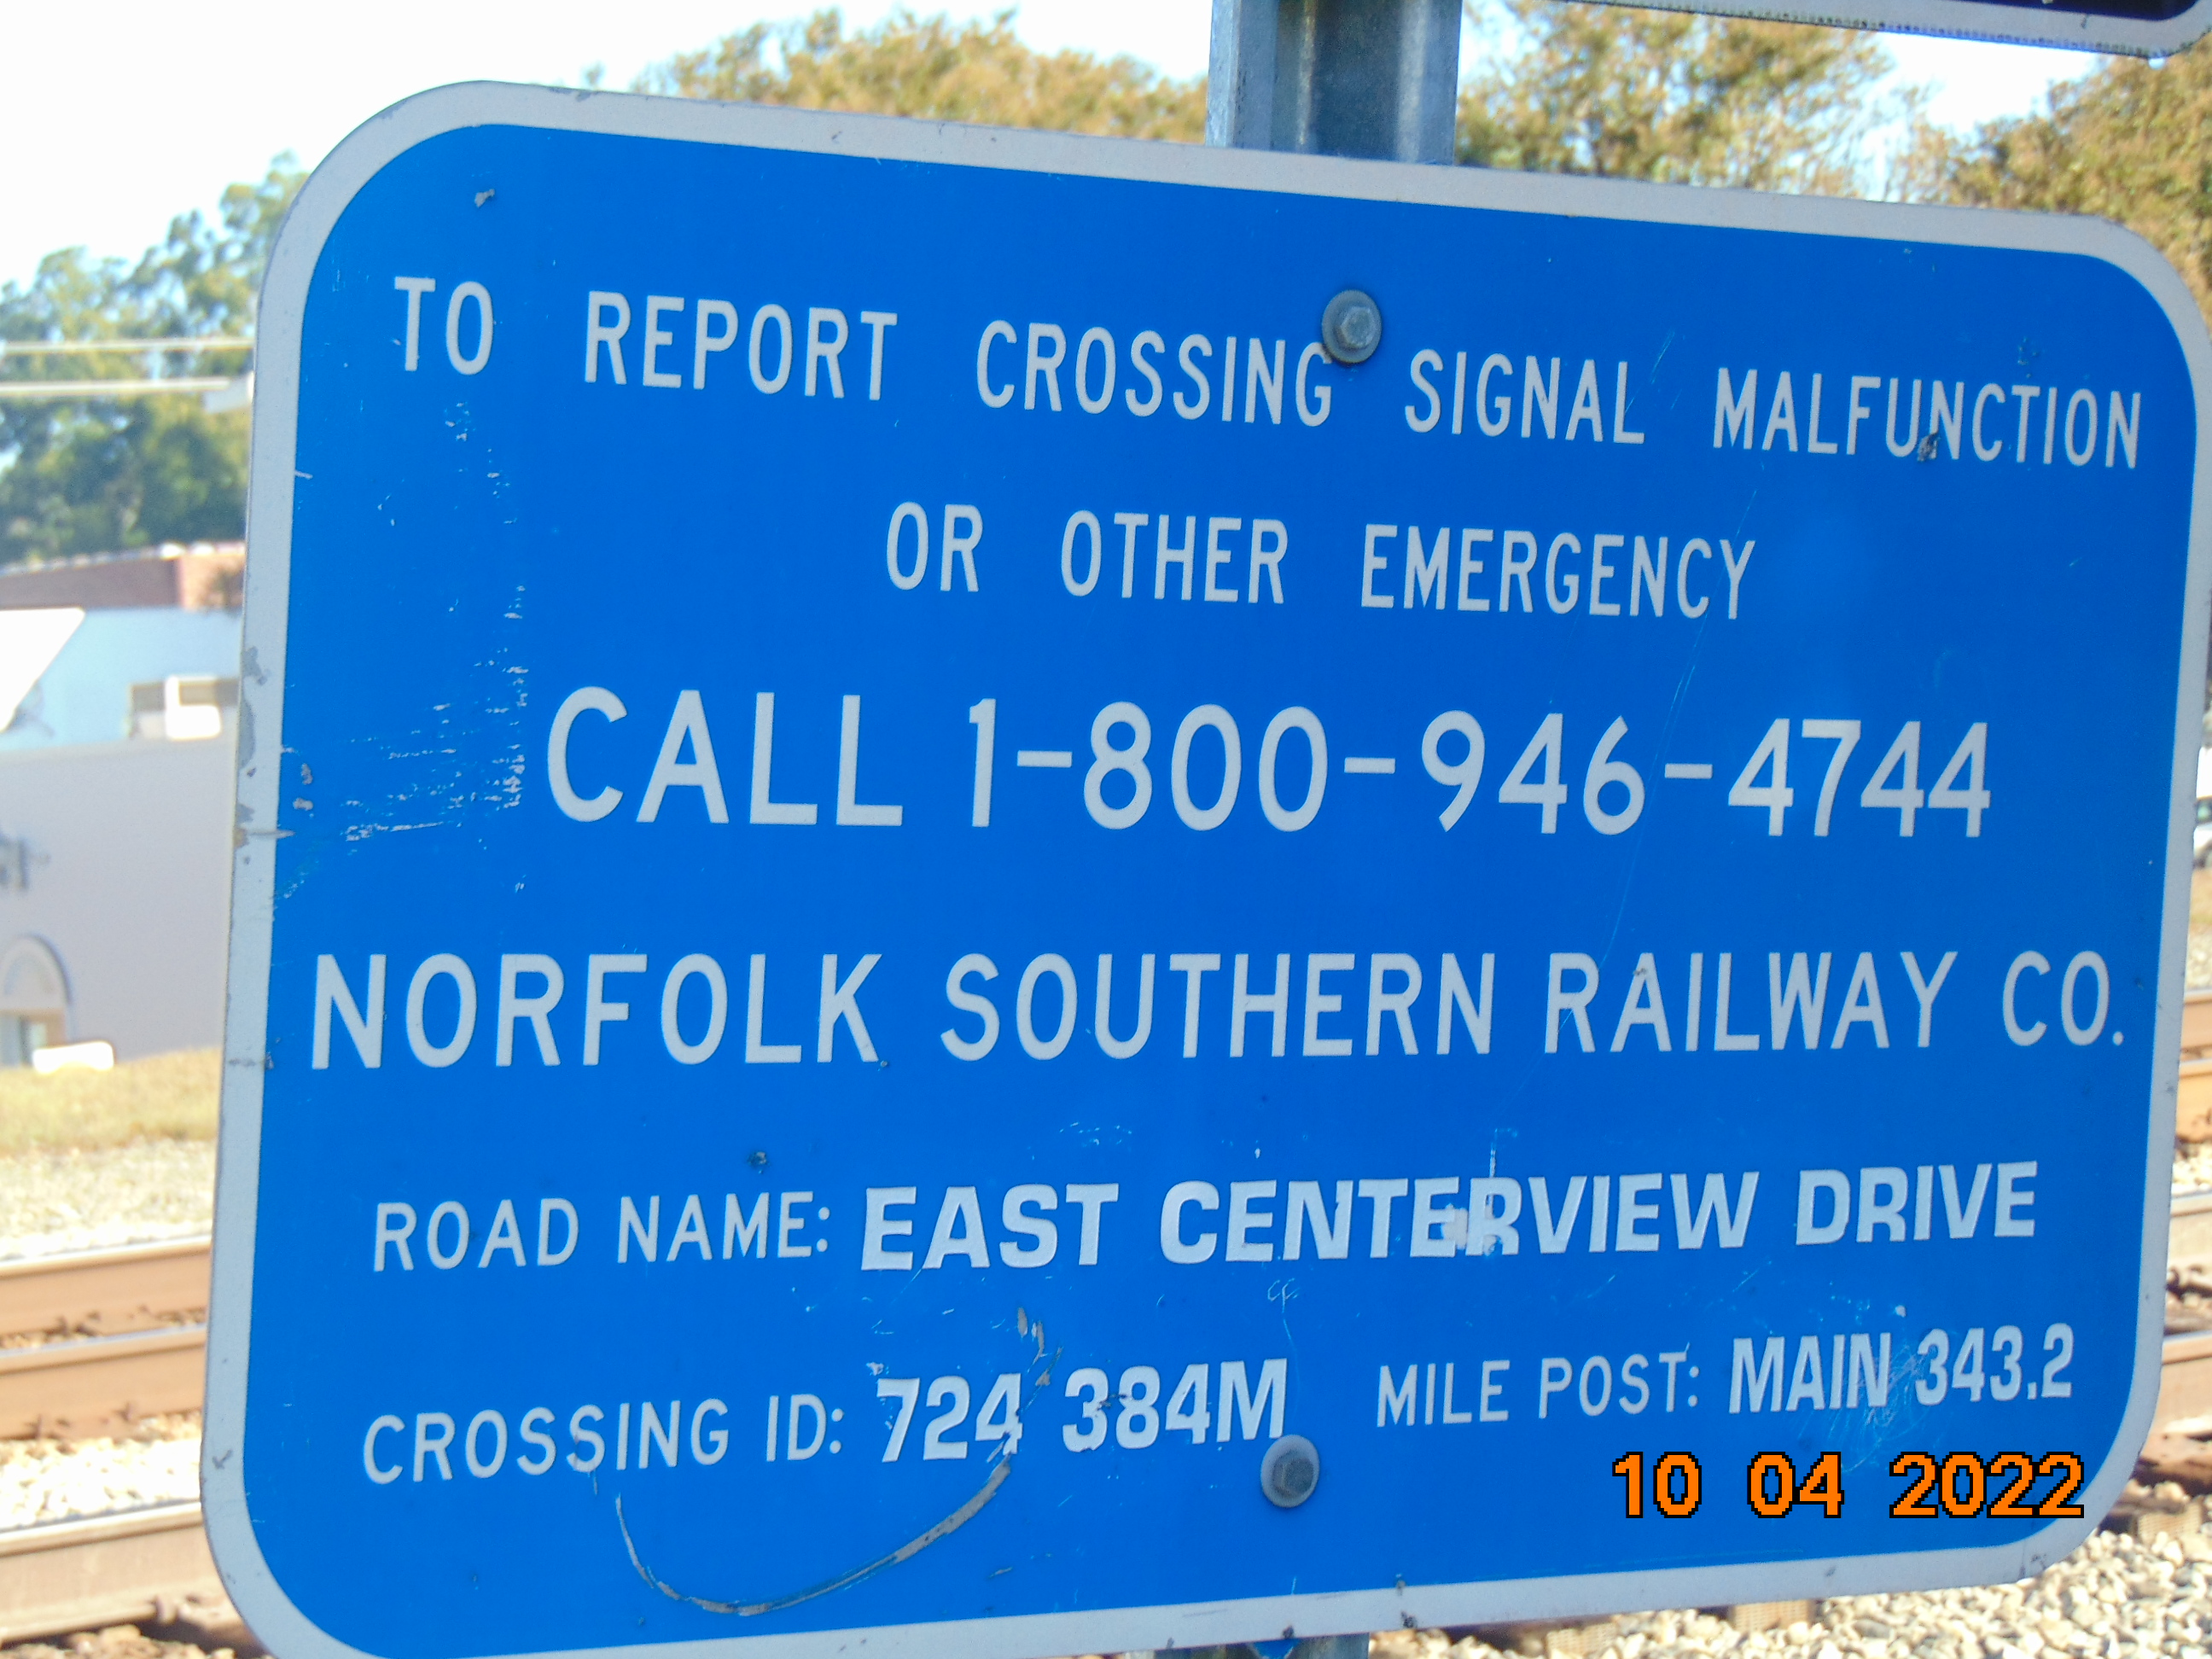 TO REPORT CROSSING SIGNAL MALFUNCTION
OR OTHER EMERGENCY
CALL 1-800-946-4744
NORFOLK SOUTHERN RAILWAY CO.
ROAD NAME: EAST CENTERVIEW DRIVE
CROSSING ID: 724 384M MILE POST: MAIN 343.2
10 04 2022